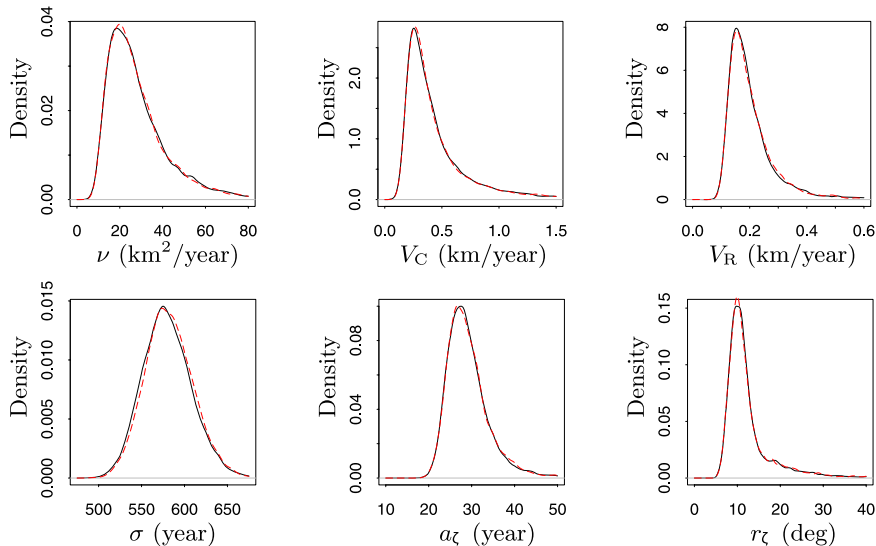 Density
0.00 0.02 0.04
0 20 40 60 80
ν (km²/year)
Density
0.0 1.0 2.0
0.0 0.5 1.0 1.5
V_C (km/year)
Density
0 2 4 6 8
0.0 0.2 0.4 0.6
V_R (km/year)
Density
0.000 0.005 0.010 0.015
500 550 600 650
σ (year)
Density
0.00 0.04 0.08
10 20 30 40 50
a_ζ (year)
Density
0.00 0.05 0.10 0.15
0 10 20 30 40
r_ζ (deg)